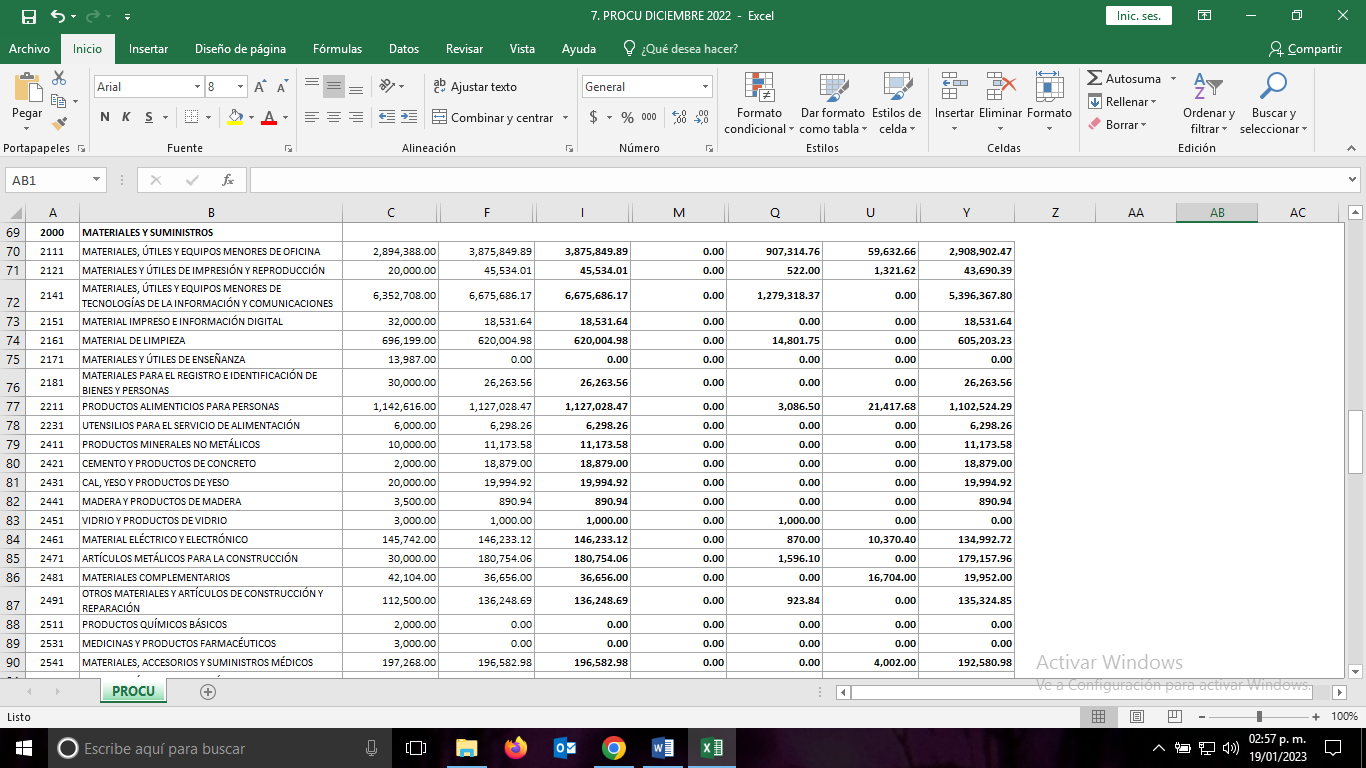 7. PROCU DICIEMBRE 2022 - Excel
Inic. ses.
Archivo Inicio Insertar Diseño de página Fórmulas Datos Revisar Vista Ayuda ¿Qué desea hacer? Compartir
Pegar
Arial 8
N K S
A A
Ajustar texto
Combinar y centrar
General
$ % 000
Formato condicional
Dar formato como tabla
Estilos de celda
Insertar Eliminar Formato
Autosuma
Rellenar
Borrar
Ordenar y filtrar
Buscar y seleccionar
Portapapeles Fuente Alineación Número Estilos Celdas Edición
AB1 fx
A B C F I M Q U Y Z AA AB AC
69 2000 MATERIALES Y SUMINISTROS
70 2111 MATERIALES, ÚTILES Y EQUIPOS MENORES DE OFICINA 2,894,388.00 3,875,849.89 3,875,849.89 0.00 907,314.76 59,632.66 2,908,902.47
71 2121 MATERIALES Y ÚTILES DE IMPRESIÓN Y REPRODUCCIÓN 20,000.00 45,534.01 45,534.01 0.00 522.00 1,321.62 43,690.39
72 2141 MATERIALES, ÚTILES Y EQUIPOS MENORES DE TECNOLOGÍAS DE LA INFORMACIÓN Y COMUNICACIONES 6,352,708.00 6,675,686.17 6,675,686.17 0.00 1,279,318.37 0.00 5,396,367.80
73 2151 MATERIAL IMPRESO E INFORMACIÓN DIGITAL 32,000.00 18,531.64 18,531.64 0.00 0.00 0.00 18,531.64
74 2161 MATERIAL DE LIMPIEZA 696,199.00 620,004.98 620,004.98 0.00 14,801.75 0.00 605,203.23
75 2171 MATERIALES Y ÚTILES DE ENSEÑANZA 13,987.00 0.00 0.00 0.00 0.00 0.00 0.00
76 2181 MATERIALES PARA EL REGISTRO E IDENTIFICACIÓN DE BIENES Y PERSONAS 30,000.00 26,263.56 26,263.56 0.00 0.00 0.00 26,263.56
77 2211 PRODUCTOS ALIMENTICIOS PARA PERSONAS 1,142,616.00 1,127,028.47 1,127,028.47 0.00 3,086.50 21,417.68 1,102,524.29
78 2231 UTENSILIOS PARA EL SERVICIO DE ALIMENTACIÓN 6,000.00 6,298.26 6,298.26 0.00 0.00 0.00 6,298.26
79 2411 PRODUCTOS MINERALES NO METÁLICOS 10,000.00 11,173.58 11,173.58 0.00 0.00 0.00 11,173.58
80 2421 CEMENTO Y PRODUCTOS DE CONCRETO 2,000.00 18,879.00 18,879.00 0.00 0.00 0.00 18,879.00
81 2431 CAL, YESO Y PRODUCTOS DE YESO 20,000.00 19,994.92 19,994.92 0.00 0.00 0.00 19,994.92
82 2441 MADERA Y PRODUCTOS DE MADERA 3,500.00 890.94 890.94 0.00 0.00 0.00 890.94
83 2451 VIDRIO Y PRODUCTOS DE VIDRIO 3,000.00 1,000.00 1,000.00 0.00 1,000.00 0.00 0.00
84 2461 MATERIAL ELÉCTRICO Y ELECTRÓNICO 145,742.00 146,233.12 146,233.12 0.00 870.00 10,370.40 134,992.72
85 2471 ARTÍCULOS METÁLICOS PARA LA CONSTRUCCIÓN 30,000.00 180,754.06 180,754.06 0.00 1,596.10 0.00 179,157.96
86 2481 MATERIALES COMPLEMENTARIOS 42,104.00 36,656.00 36,656.00 0.00 0.00 16,704.00 19,952.00
87 2491 OTROS MATERIALES Y ARTÍCULOS DE CONSTRUCCIÓN Y REPARACIÓN 112,500.00 136,248.69 136,248.69 0.00 923.84 0.00 135,324.85
88 2511 PRODUCTOS QUÍMICOS BÁSICOS 2,000.00 0.00 0.00 0.00 0.00 0.00 0.00
89 2531 MEDICINAS Y PRODUCTOS FARMACÉUTICOS 3,000.00 0.00 0.00 0.00 0.00 0.00 0.00
90 2541 MATERIALES, ACCESORIOS Y SUMINISTROS MÉDICOS 197,268.00 196,582.98 196,582.98 0.00 0.00 4,002.00 192,580.98
Activar Windows
Ve a Configuración para activar Windows.
PROCU
Listo
100%
Escribe aquí para buscar
02:57 p. m.
19/01/2023